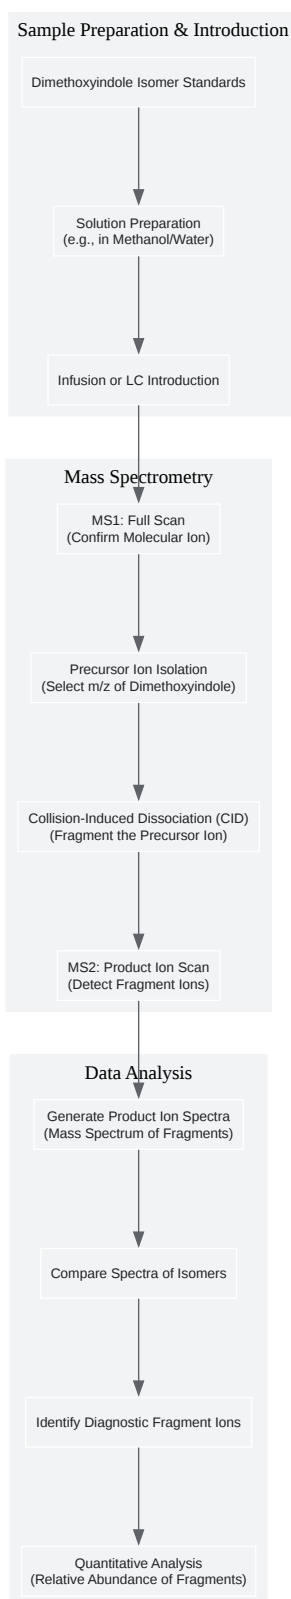 Sample Preparation & Introduction
Dimethoxyindole Isomer Standards
Solution Preparation
(e.g., in Methanol/Water)
Infusion or LC Introduction
Mass Spectrometry
MS1: Full Scan
(Confirm Molecular Ion)
Precursor Ion Isolation
(Select m/z of Dimethoxyindole)
Collision-Induced Dissociation (CID)
(Fragment the Precursor Ion)
MS2: Product Ion Scan
(Detect Fragment Ions)
Data Analysis
Generate Product Ion Spectra
(Mass Spectrum of Fragments)
Compare Spectra of Isomers
Identify Diagnostic Fragment Ions
Quantitative Analysis
(Relative Abundance of Fragments)